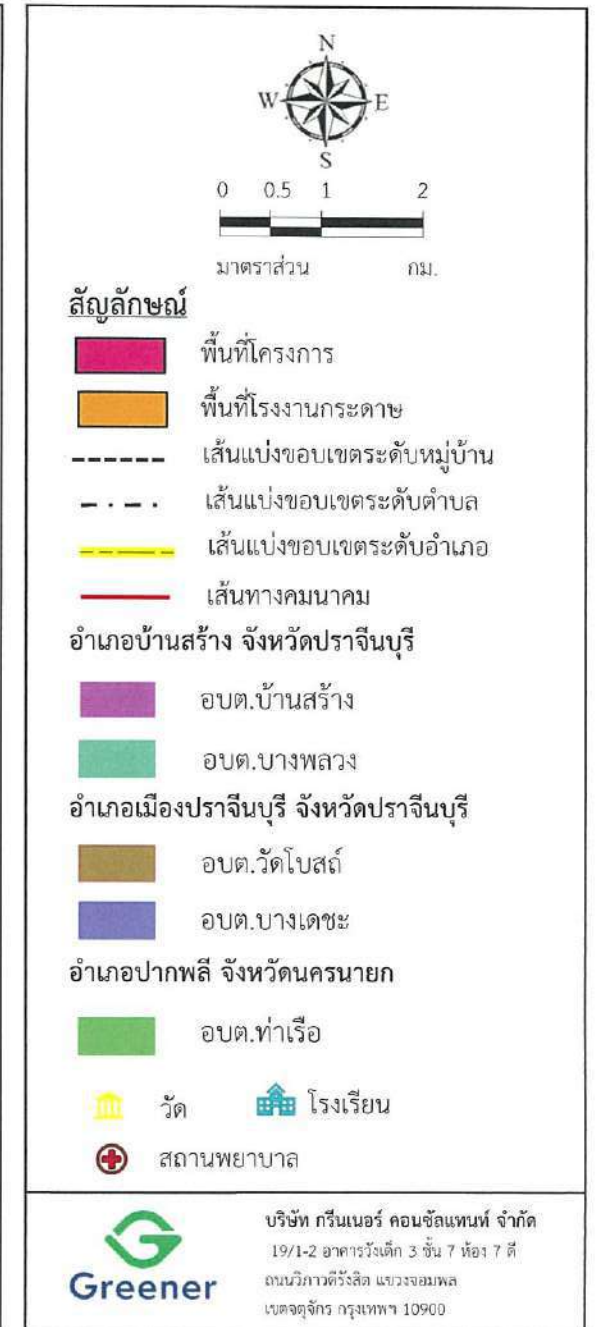 N
W E
S
0 0.5 1 2
มาตราส่วน กม.
สัญลักษณ์
พื้นที่โครงการ
พื้นที่โรงงานกระดาษ
เส้นแบ่งขอบเขตระดับหมู่บ้าน
เส้นแบ่งขอบเขตระดับตำบล
เส้นแบ่งขอบเขตระดับอำเภอ
เส้นทางคมนาคม
อำเภอบ้านสร้าง จังหวัดปราจีนบุรี
อบต.บ้านสร้าง
อบต.บางพลวง
อำเภอเมืองปราจีนบุรี จังหวัดปราจีนบุรี
อบต.วัดโบสถ์
อบต.บางเดชะ
อำเภอปากพลี จังหวัดนครนายก
อบต.ท่าเรือ
วัด โรงเรียน
สถานพยาบาล
บริษัท กรีนเนอร์ คอนซัลแทนท์ จำกัด
19/1-2 อาคารวังเด็ก 3 ชั้น 7 ห้อง 7 ดี
ถนนวิภาวดีรังสิต แขวงจอมพล
เขตจตุจักร กรุงเทพฯ 10900
Greener